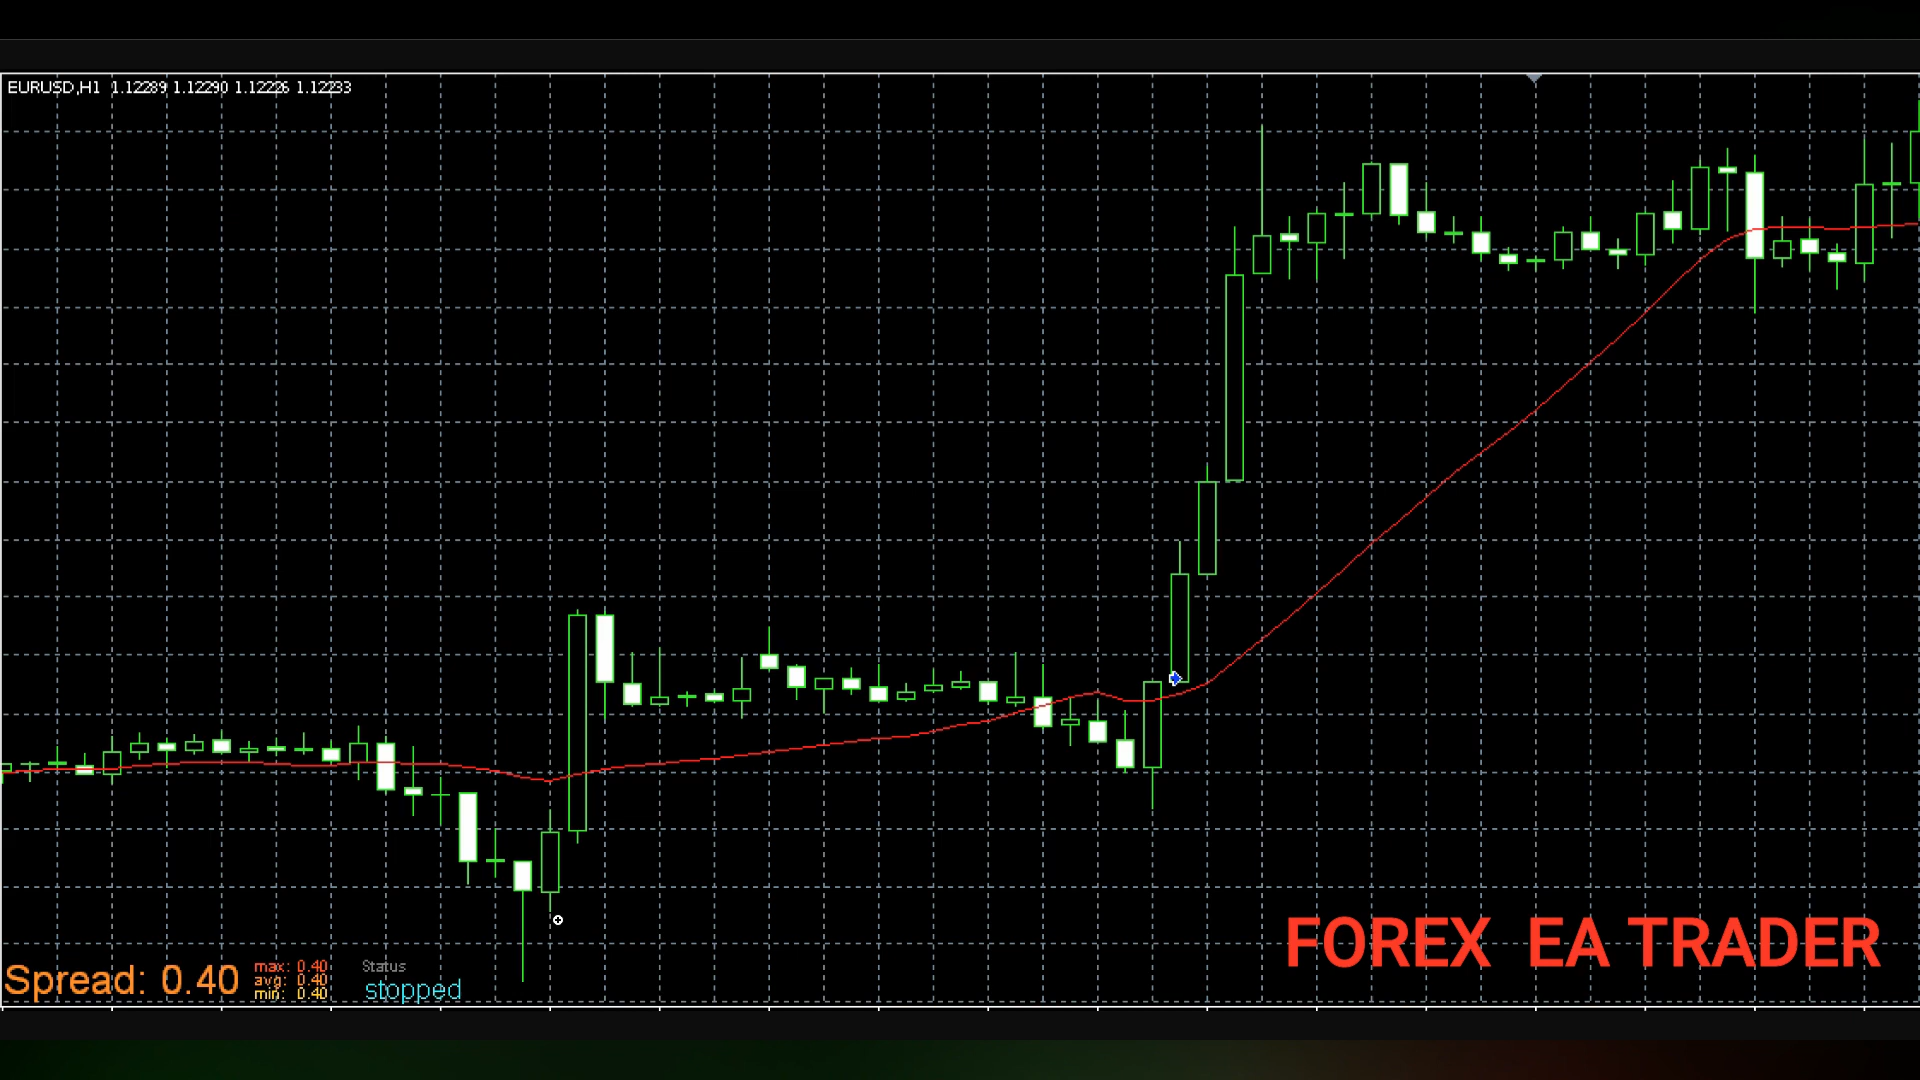 EURUSD,H1 1.12289 1.12290 1.12226 1.12233
FOREX EA TRADER
Spread: 0.40
max: 0.40
avg: 0.40
min: 0.40
Status
stopped